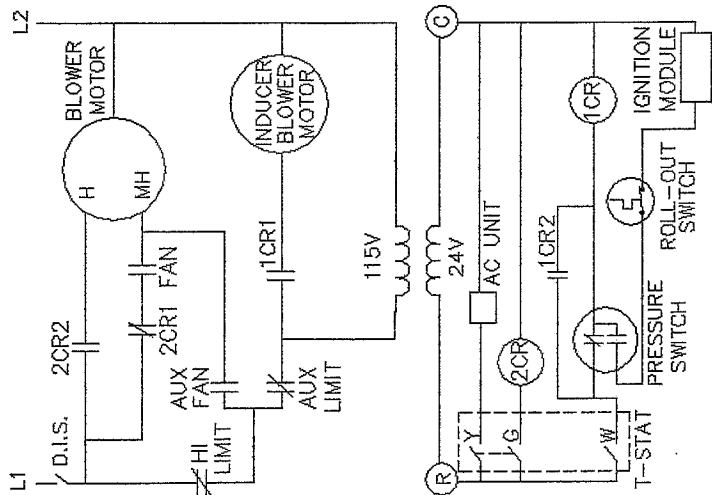 L1
L2
D.I.S.
2CR2
H
BLOWER
MOTOR
MH
2CR1
FAN
HI
LIMIT
AUX
FAN
AUX
LIMIT
1CR1
INDUCER
BLOWER
MOTOR
115V
24V
R
C
Y
AC UNIT
G
2CR
W
T-STAT
1CR2
1CR
PRESSURE
SWITCH
ROLL-OUT
SWITCH
IGNITION
MODULE